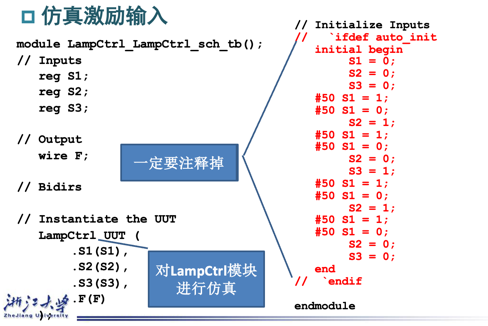 仿真激励输入
module LampCtrl_LampCtrl_sch_tb();
// Inputs
reg S1;
reg S2;
reg S3;
// Output
wire F;
// Bidirs
// Instantiate the UUT
LampCtrl UUT (
.S1(S1),
.S2(S2),
.S3(S3),
.F(F)
);
一定要注释掉
对LampCtrl模块
进行仿真
// Initialize Inputs
// `ifdef auto_init
initial begin
S1 = 0;
S2 = 0;
S3 = 0;
#50 S1 = 1;
#50 S1 = 0;
S2 = 1;
#50 S1 = 1;
#50 S1 = 0;
S2 = 0;
S3 = 1;
#50 S1 = 1;
#50 S1 = 0;
S2 = 1;
#50 S1 = 1;
#50 S1 = 0;
S2 = 0;
S3 = 0;
end
// `endif
endmodule
浙江大学
Zhejiang University